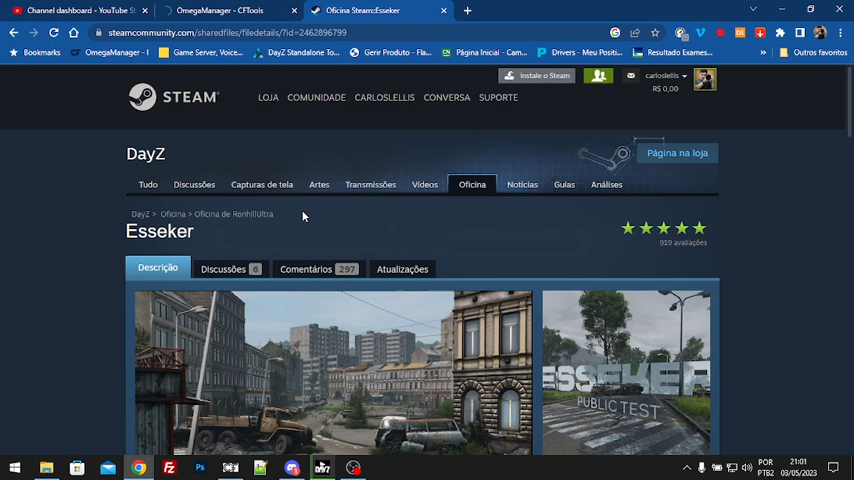 Channel dashboard - YouTube St
OmegaManager - CFTools
Oficina Steam::Esseker
steamcommunity.com/sharedfiles/filedetails/?id=2462896799
Bookmarks
OmegaManager - I
Game Server, Voice...
DayZ Standalone To...
Gerir Produto - Fla...
CN Página Inicial - Cam...
Drivers - Meu Positi...
Resultado Exames...
Outros favoritos
Instale o Steam
carloslellis
R$ 0,00
STEAM
LOJA COMUNIDADE CARLOSLELLIS CONVERSA SUPORTE
DayZ
Página na loja
Tudo Discussões Capturas de tela Artes Transmissões Vídeos Oficina Notícias Guias Análises
DayZ > Oficina > Oficina de RonhillUltra
Esseker
919 avaliações
Descrição Discussões 6 Comentários 297 Atualizações
ESSEKER
PUBLIC TEST
POR
PTB2
21:01
03/05/2023